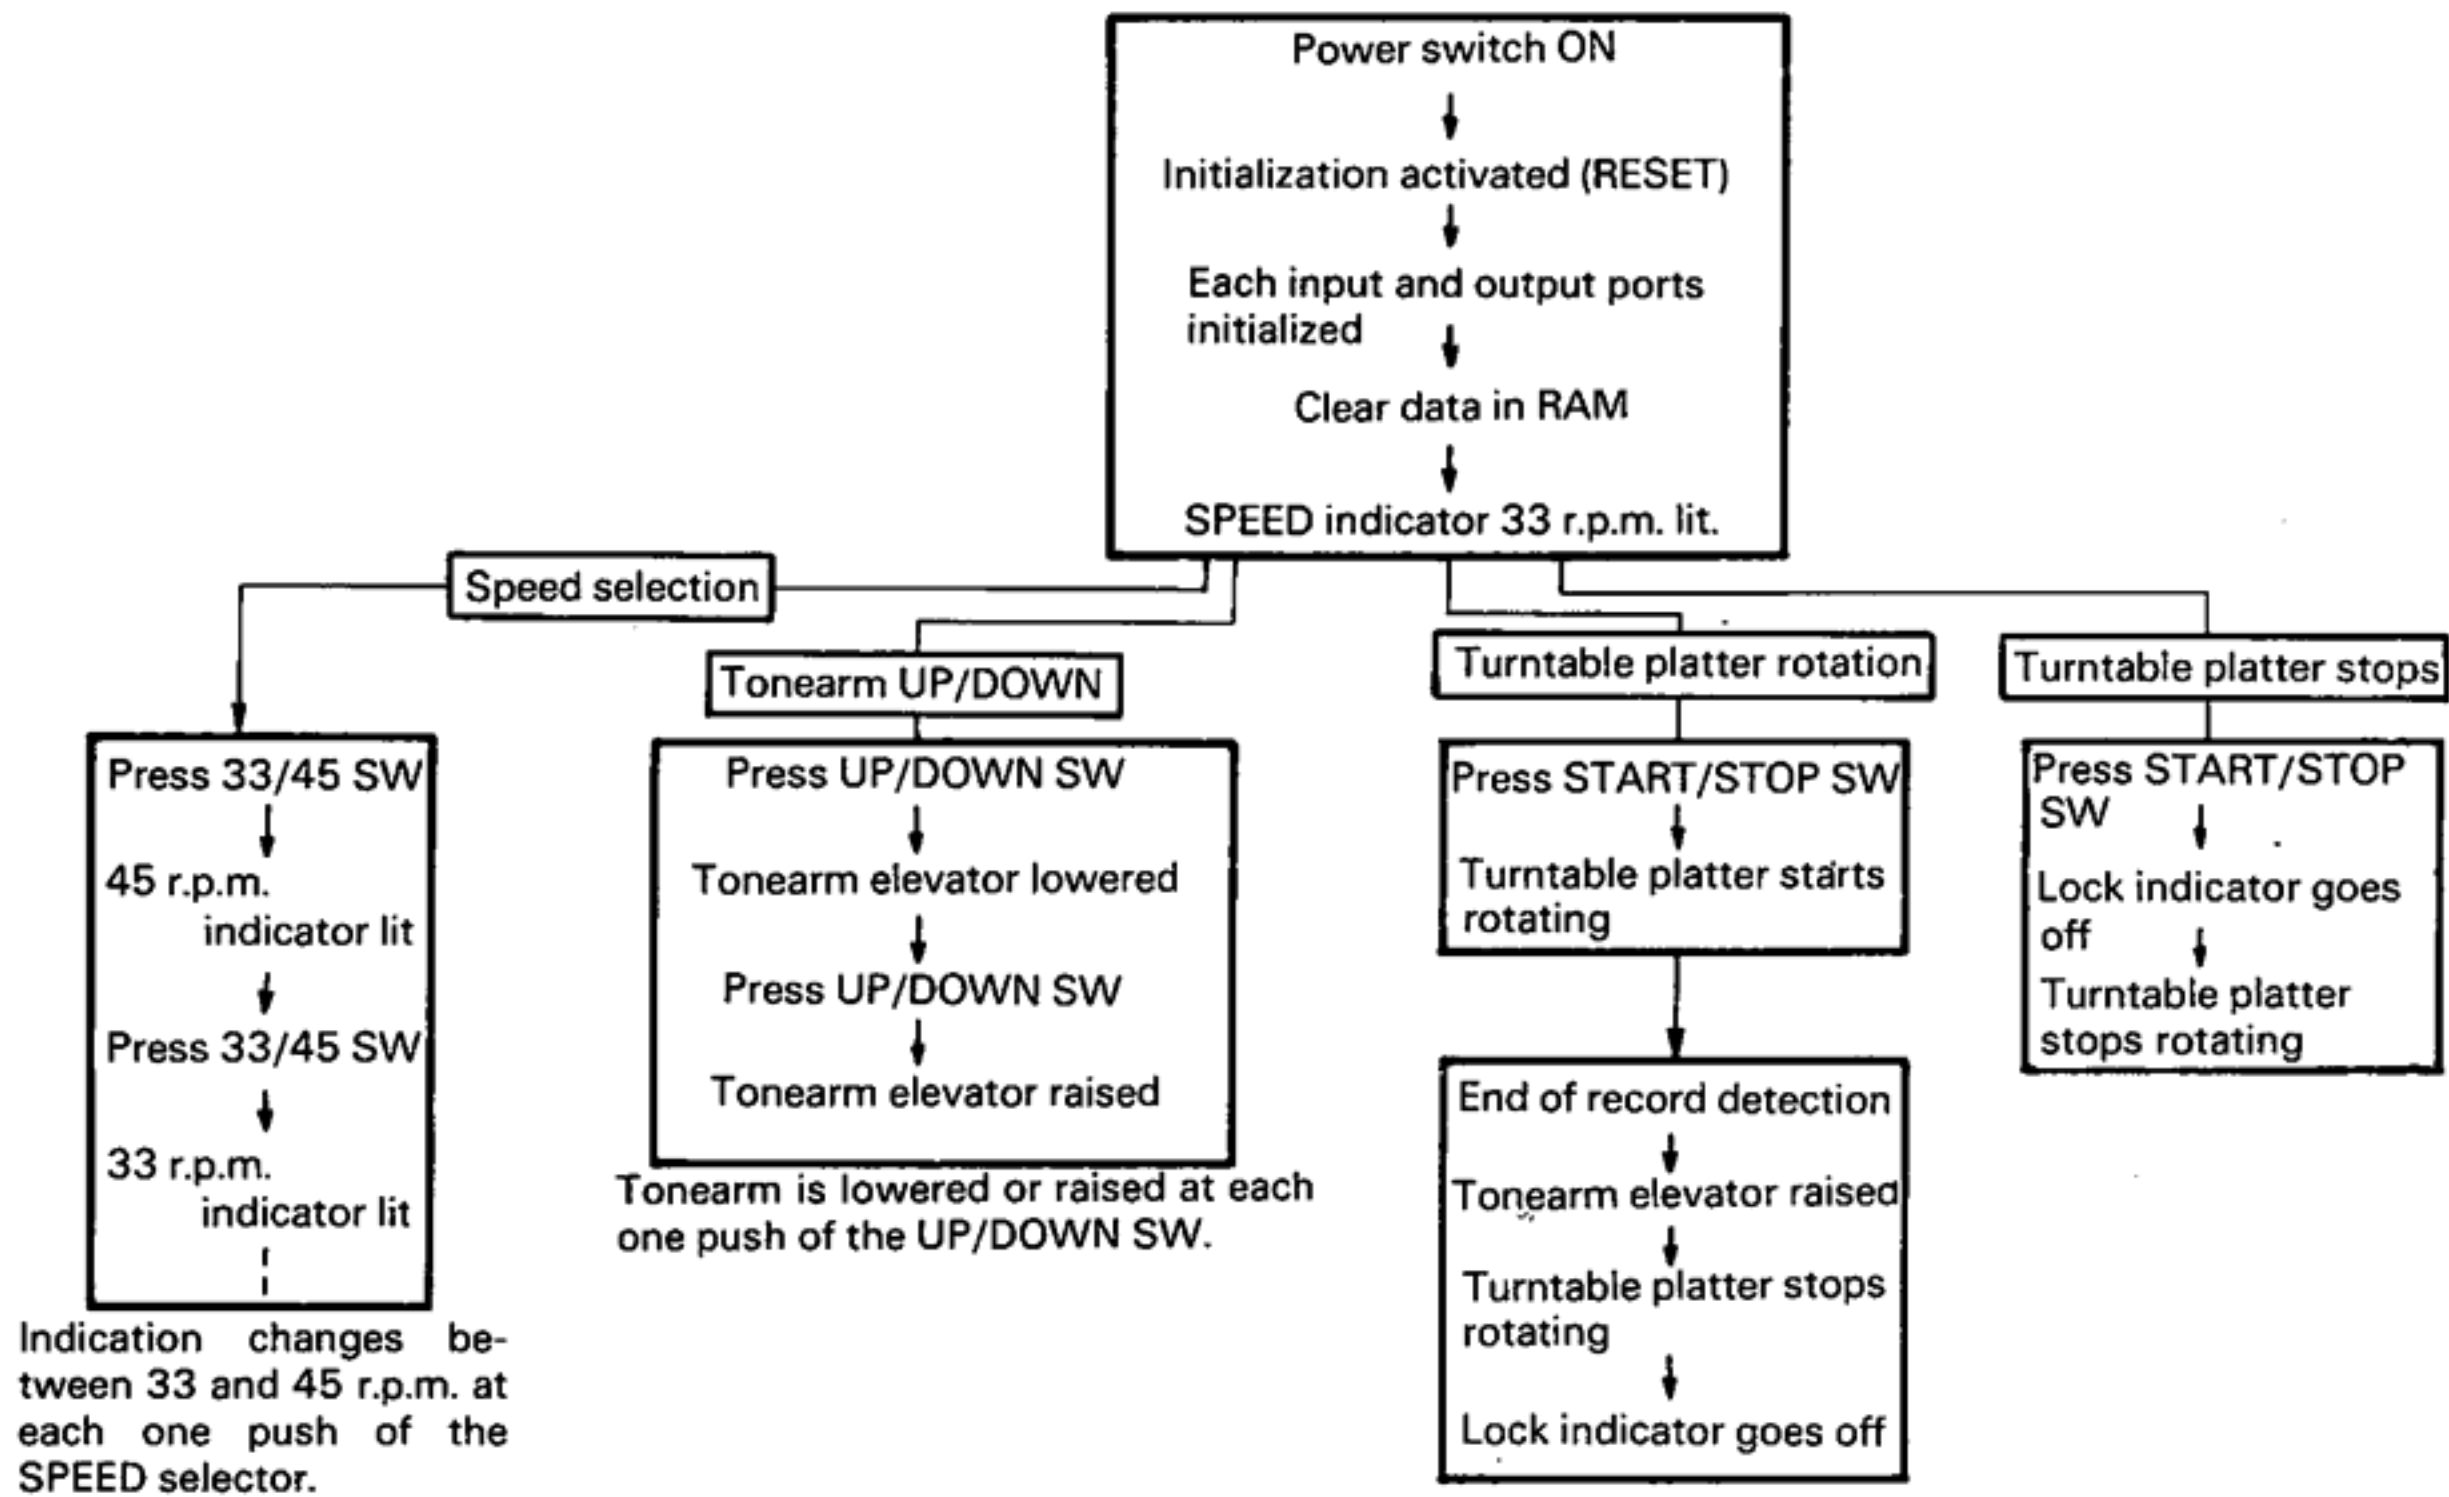 Power switch ON
Initialization activated (RESET)
Each input and output ports
initialized
Clear data in RAM
SPEED indicator 33 r.p.m. lit.
Speed selection
Press 33/45 SW
45 r.p.m.
indicator lit
Press 33/45 SW
33 r.p.m.
indicator lit
Indication changes be-
tween 33 and 45 r.p.m. at
each one push of the
SPEED selector.
Tonearm UP/DOWN
Press UP/DOWN SW
Tonearm elevator lowered
Press UP/DOWN SW
Tonearm elevator raised
Tonearm is lowered or raised at each
one push of the UP/DOWN SW.
Turntable platter rotation
Press START/STOP SW
Turntable platter starts
rotating
End of record detection
Tonearm elevator raised
Turntable platter stops
rotating
Lock indicator goes off
Turntable platter stops
Press START/STOP
SW
Lock indicator goes
off
Turntable platter
stops rotating